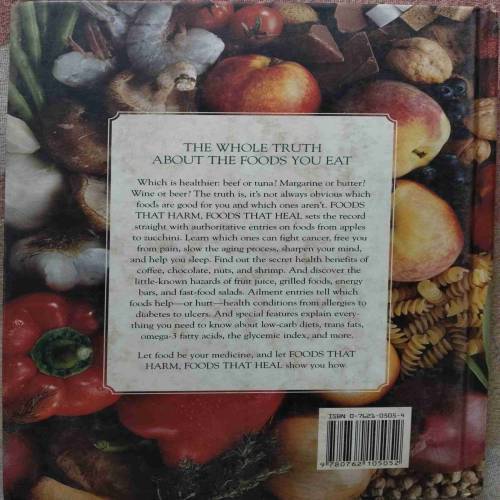 THE WHOLE TRUTH
ABOUT THE FOODS YOU EAT
Which is healthier: beef or tuna? Margarine or butter?
Wine or beer? The truth is, it's not always obvious which
foods are good for you and which ones aren't. FOODS
THAT HARM, FOODS THAT HEAL sets the record
straight with authoritative entries on foods from apples
to zucchini. Learn which ones can fight cancer, free you
from pain, slow the aging process, sharpen your mind,
and help you sleep. Find out the secret health benefits of
coffee, chocolate, nuts, and shrimp. And discover the
little-known hazards of fruit juice, grilled foods, energy
bars, and fast-food salads. Ailment entries tell which
foods help—or hurt—health conditions from allergies to
diabetes to ulcers. And special features explain every-
thing you need to know about low-carb diets, trans fats,
omega-3 fatty acids, the glycemic index, and more.
Let food be your medicine, and let FOODS THAT
HARM, FOODS THAT HEAL show you how.
ISBN 0-7621-0505-4
9 780762 105052